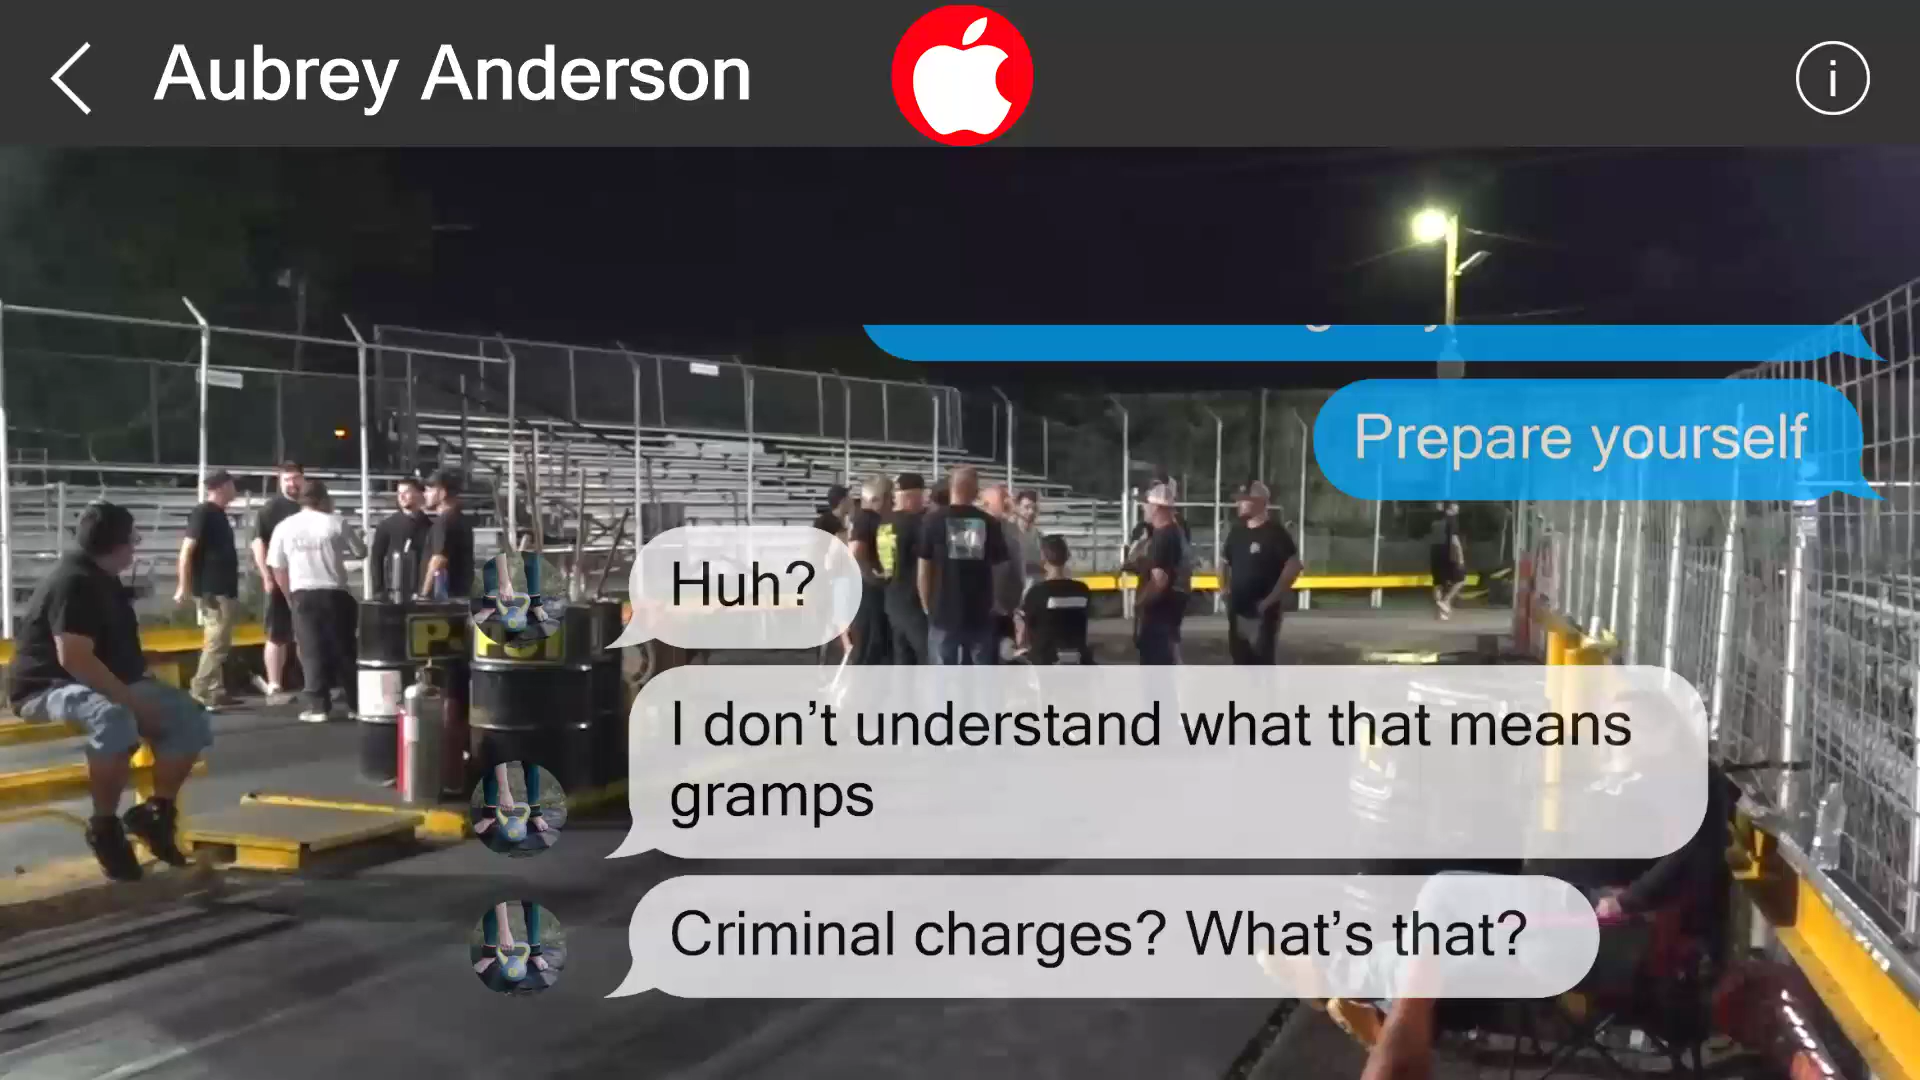 Aubrey Anderson
Prepare yourself
Huh?
I don’t understand what that means
gramps
Criminal charges? What’s that?